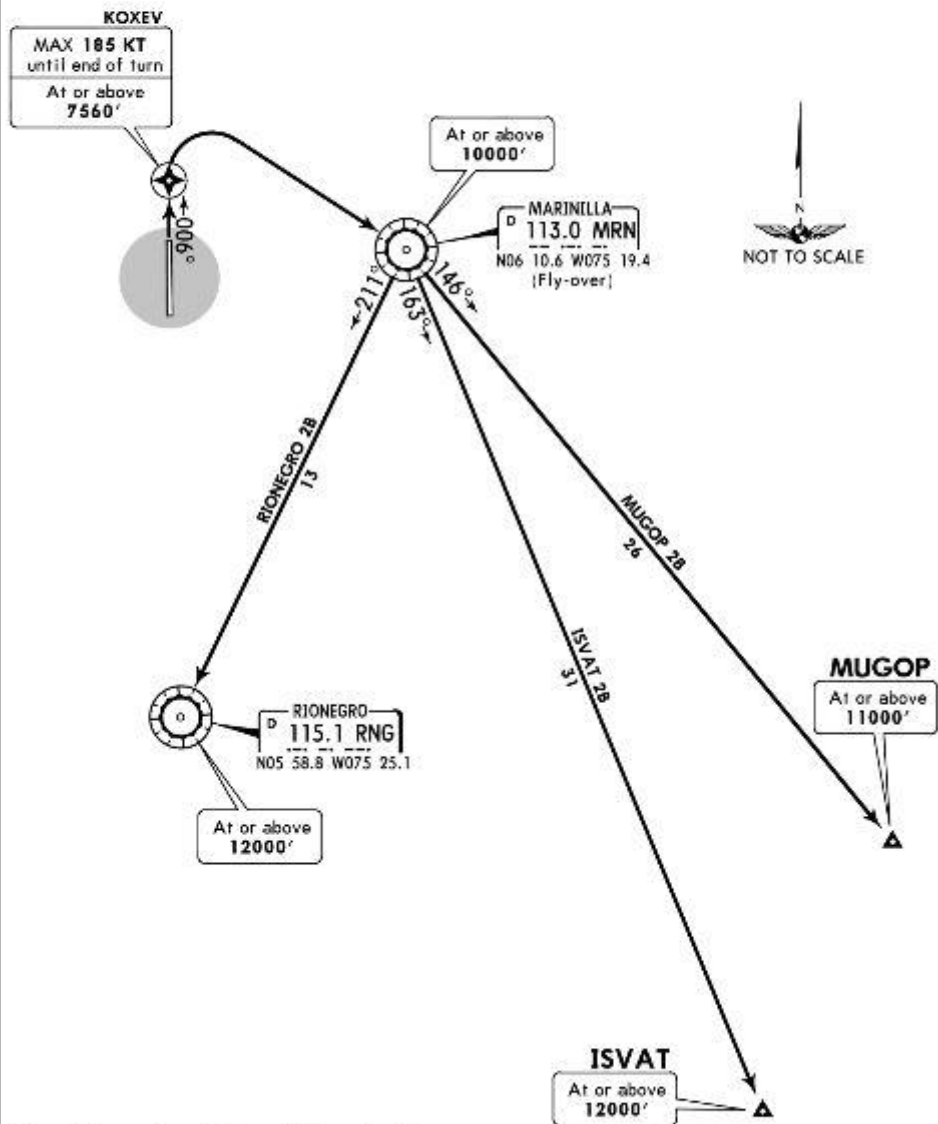 KOXEV
MAX 185 KT
until end of turn
At or above
7560'
006°
At or above
10000'
D MARINILLA
113.0 MRN
N06 10.6 W075 19.4
(Fly-over)
N
NOT TO SCALE
211°
163°
146°
RIONEGRO 2B
13
MUGOP 2B
26
ISVAT 2B
31
MUGOP
At or above
11000'
D RIONEGRO
115.1 RNG
N05 58.8 W075 25.1
At or above
12000'
ISVAT
At or above
12000'